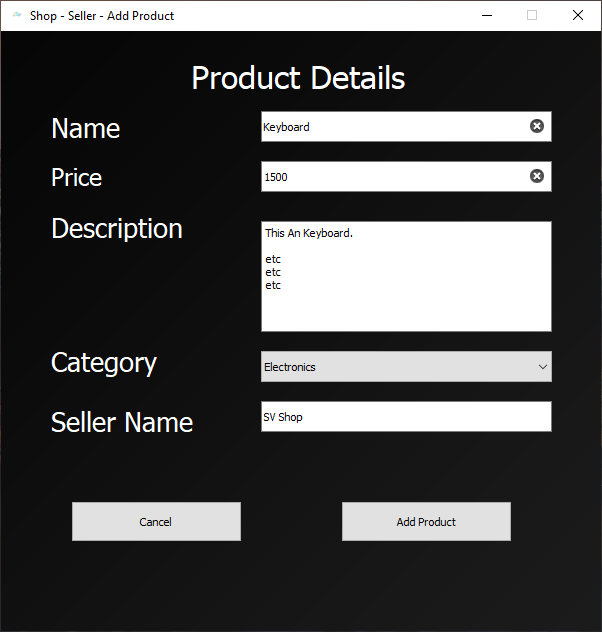 Shop - Seller - Add Product
Product Details
Name
Keyboard
Price
1500
Description
This An Keyboard.
etc
etc
etc
Category
Electronics
Seller Name
SV Shop
Cancel
Add Product